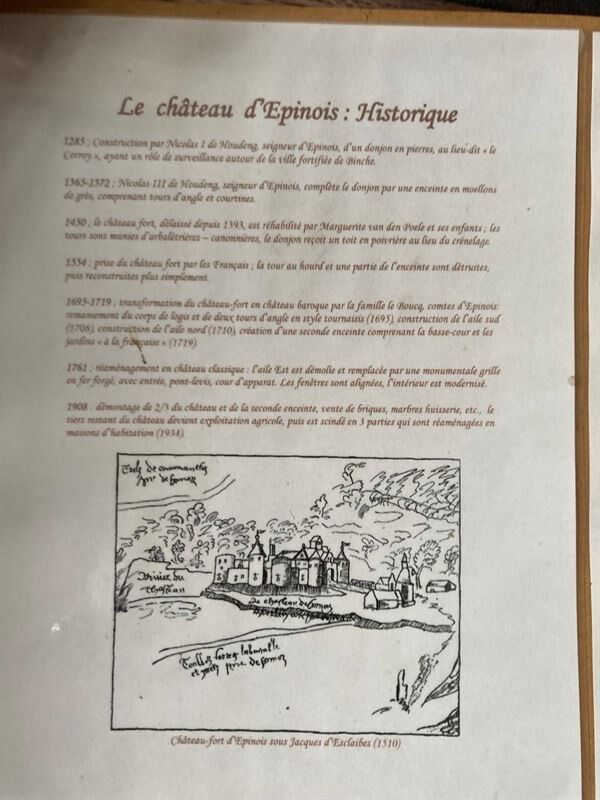 Le château d'Epinois : Historique
1285 : Construction par Nicolas I de Houdeng, seigneur d'Epinois, d'un donjon en pierres, au lieu-dit « le
Corroy », ayant un rôle de surveillance autour de la ville fortifiée de Binche.
1365-1372 : Nicolas III de Houdeng, seigneur d'Epinois, complète le donjon par une enceinte en moellons
de grès, comprenant tours d'angle et courtines.
1450 : le château fort, délaissé depuis 1393, est réhabilité par Marguerite van den Poele et ses enfants ; les
tours sont munies d'arbalétrières – canonnières, le donjon reçoit un toit en poivrière au lieu du crénelage.
1554 : prise du château fort par les Français ; la tour au hourd et une partie de l'enceinte sont détruites,
puis reconstruites plus simplement.
1695-1719 : transformation du château-fort en château baroque par la famille le Boucq, comtes d'Epinois:
remaniement du corps de logis et de deux tours d'angle en style tournaisis (1695), construction de l'aile sud
(1708), construction de l'aile nord (1710), création d'une seconde enceinte comprenant la basse-cour et les
jardins « à la française » (1719)
1761 : réaménagement en château classique : l'aile Est est démolie et remplacée par une monumentale grille
en fer forgé, avec entrée, pont-levis, cour d'apparat. Les fenêtres sont alignées, l'intérieur est modernisé.
1908 : démontage de 2/3 du château et de la seconde enceinte, vente de briques, marbres huisserie, etc., le
tiers restant du château devient exploitation agricole, puis est scindé en 3 parties qui sont réaménagées en
maisons d'habitation (1934).
Château-fort d'Epinois sous Jacques d'Esclaibes (1510)